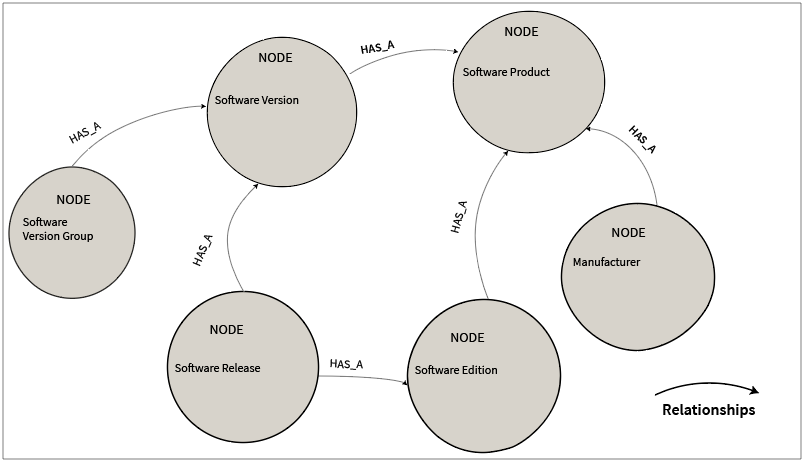 NODE
Software Version
HAS_A
NODE
Software Product
HAS_A
NODE
Software
Version Group
HAS_A
HAS_A
HAS_A
NODE
Manufacturer
NODE
Software Release
HAS_A
NODE
Software Edition
Relationships